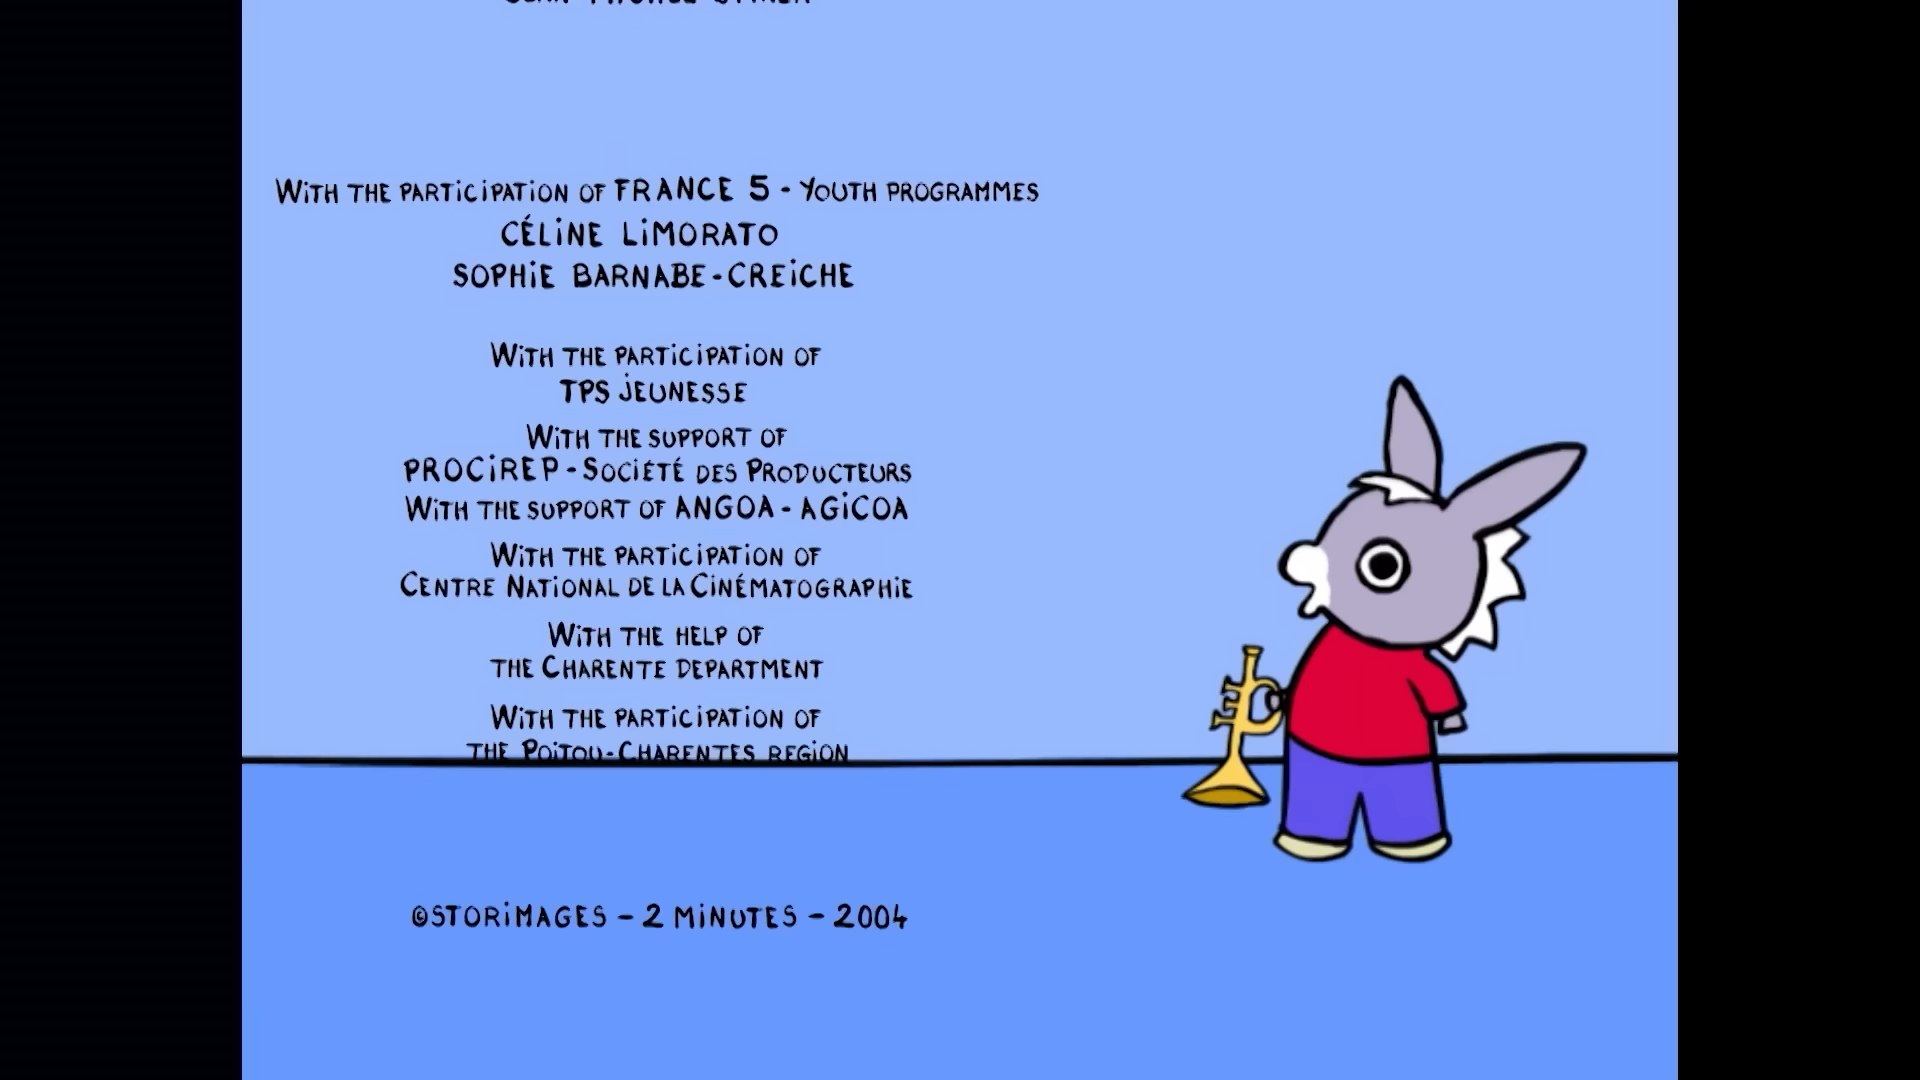 With the participation of FRANCE 5 - Youth programmes
CÉLINE LIMORATO
SOPHIE BARNABE-CREICHE
With the participation of
TPS JEUNESSE
With the support of
PROCIREP - Société des Producteurs
With the support of ANGOA - AGICOA
With the participation of
Centre National de la Cinématographie
With the help of
the Charente department
With the participation of
the Poitou-Charentes region
©STORIMAGES - 2 MINUTES - 2004